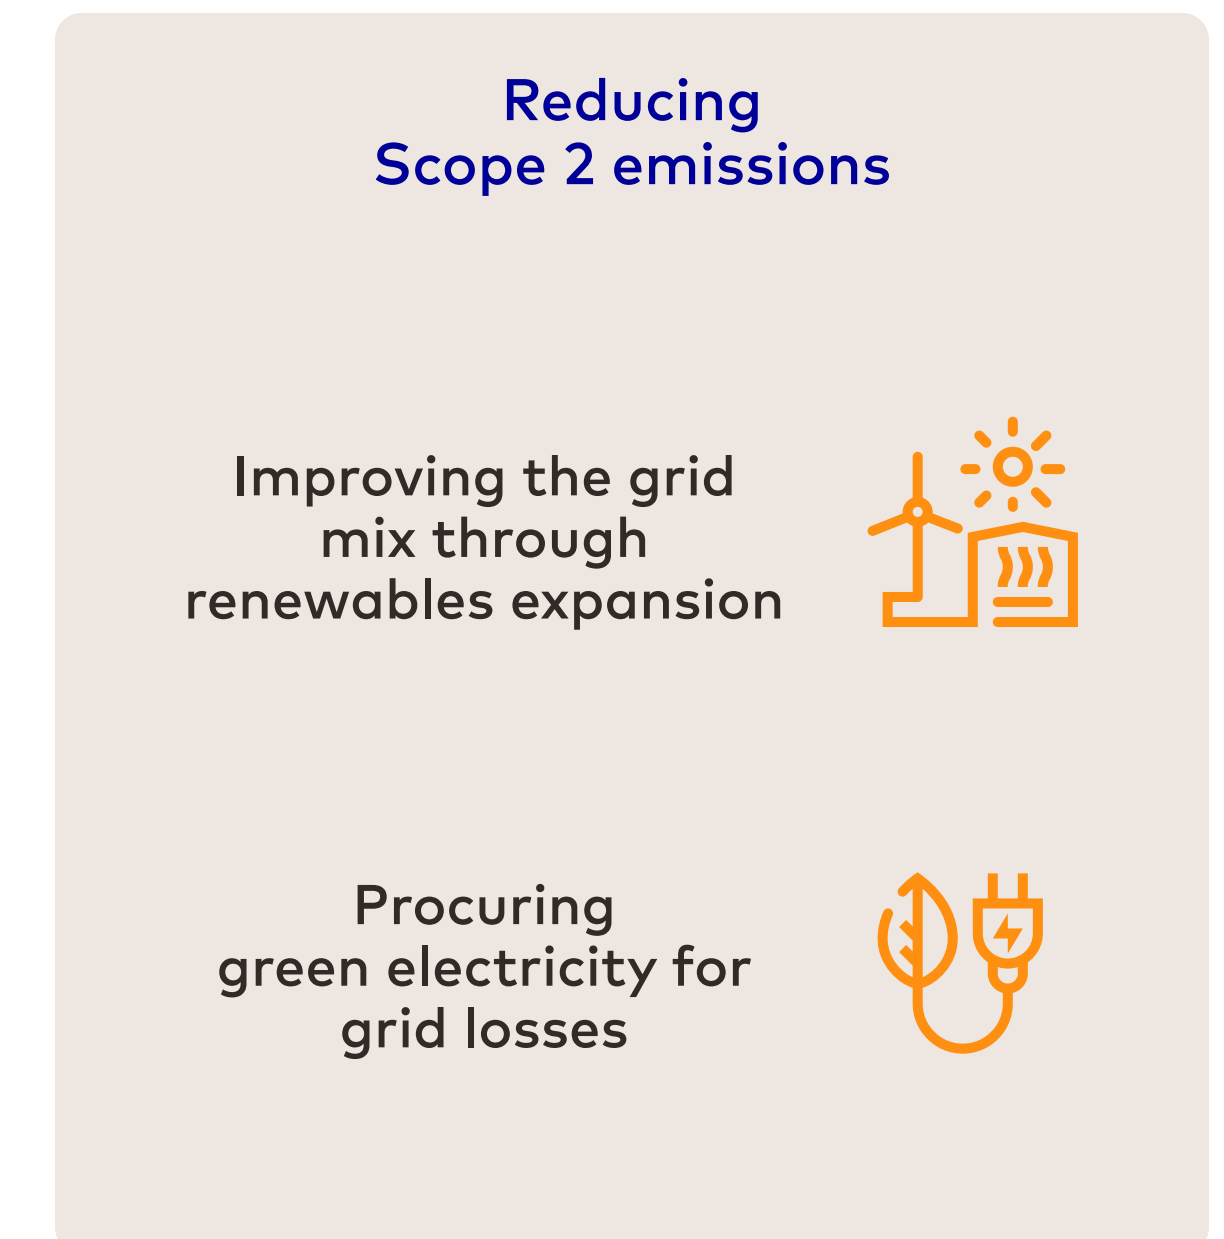 Reducing
Scope 2 emissions
Improving the grid
mix through
renewables expansion
Procuring
green electricity for
grid losses